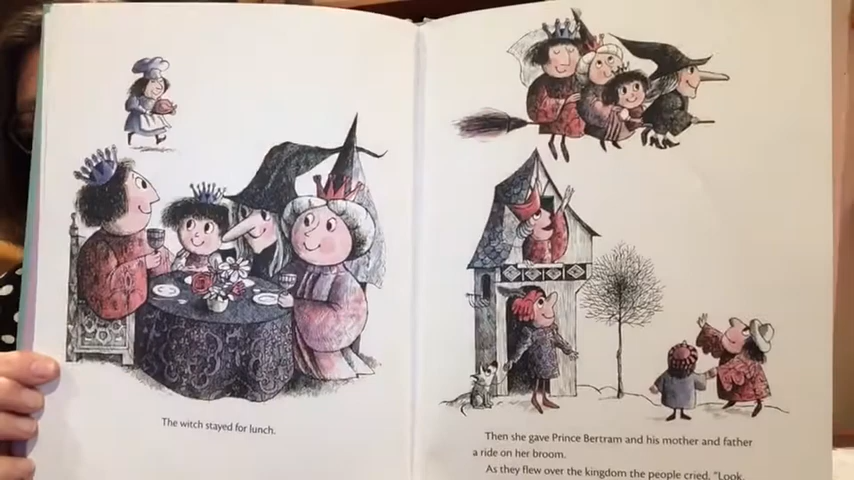 The witch stayed for lunch.
Then she gave Prince Bertram and his mother and father
a ride on her broom.
As they flew over the kingdom the people cried, "Look,